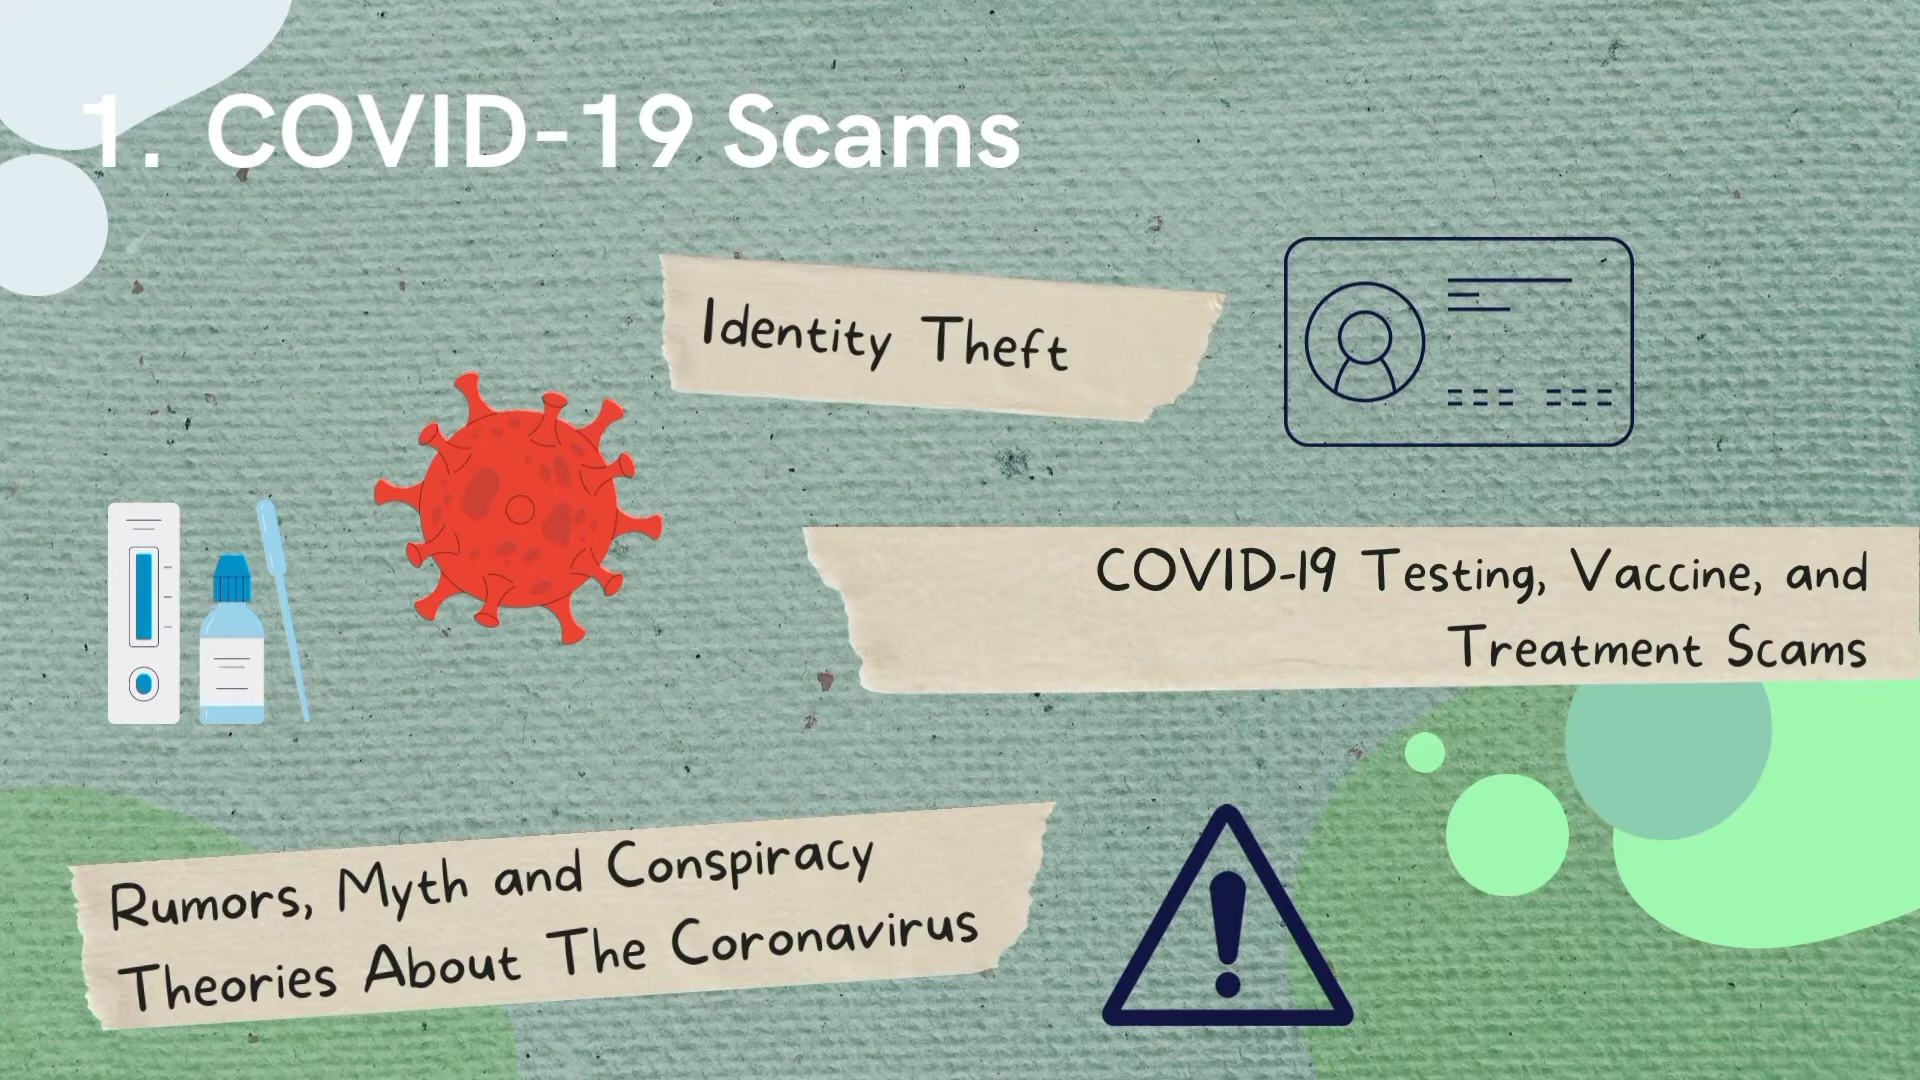 1. COVID-19 Scams
Identity Theft
COVID-19 Testing, Vaccine, and
Treatment Scams
Rumors, Myth and Conspiracy
Theories About The Coronavirus